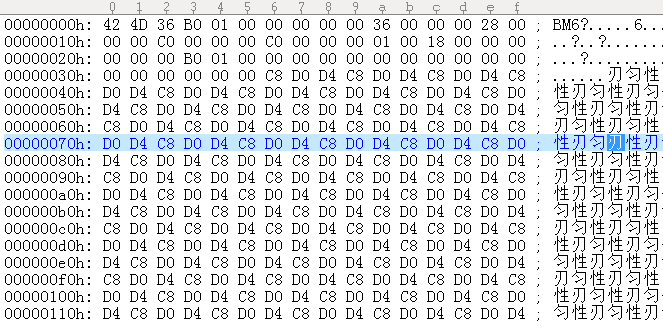 0 1 2 3 4 5 6 7 8 9 a b c d e f
00000000h: 42 4D 36 B0 01 00 00 00 00 00 36 00 00 00 28 00 ; BM6?.....6...
00000010h: 00 00 C0 00 00 00 C0 00 00 00 01 00 18 00 00 00 ; ..?..?.......
00000020h: 00 00 00 B0 01 00 00 00 00 00 00 00 00 00 00 00 ; ...?.........
00000030h: 00 00 00 00 00 00 C8 D0 D4 C8 D0 D4 C8 D0 D4 C8 ; ......刃匀性
00000040h: D0 D4 C8 D0 D4 C8 D0 D4 C8 D0 D4 C8 D0 D4 C8 D0 ; 性刃匀性刃匀
00000050h: D4 C8 D0 D4 C8 D0 D4 C8 D0 D4 C8 D0 D4 C8 D0 D4 ; 匀性刃匀性刃
00000060h: C8 D0 D4 C8 D0 D4 C8 D0 D4 C8 D0 D4 C8 D0 D4 C8 ; 刃匀性刃匀性
00000070h: D0 D4 C8 D0 D4 C8 D0 D4 C8 D0 D4 C8 D0 D4 C8 D0 ; 性刃匀刃性刃
00000080h: D4 C8 D0 D4 C8 D0 D4 C8 D0 D4 C8 D0 D4 C8 D0 D4 ; 匀性刃匀性刃
00000090h: C8 D0 D4 C8 D0 D4 C8 D0 D4 C8 D0 D4 C8 D0 D4 C8 ; 刃匀性刃匀性
000000a0h: D0 D4 C8 D0 D4 C8 D0 D4 C8 D0 D4 C8 D0 D4 C8 D0 ; 性刃匀性刃匀
000000b0h: D4 C8 D0 D4 C8 D0 D4 C8 D0 D4 C8 D0 D4 C8 D0 D4 ; 匀性刃匀性刃
000000c0h: C8 D0 D4 C8 D0 D4 C8 D0 D4 C8 D0 D4 C8 D0 D4 C8 ; 刃匀性刃匀性
000000d0h: D0 D4 C8 D0 D4 C8 D0 D4 C8 D0 D4 C8 D0 D4 C8 D0 ; 性刃匀性刃匀
000000e0h: D4 C8 D0 D4 C8 D0 D4 C8 D0 D4 C8 D0 D4 C8 D0 D4 ; 匀性刃匀性刃
000000f0h: C8 D0 D4 C8 D0 D4 C8 D0 D4 C8 D0 D4 C8 D0 D4 C8 ; 刃匀性刃匀性
00000100h: D0 D4 C8 D0 D4 C8 D0 D4 C8 D0 D4 C8 D0 D4 C8 D0 ; 性刃匀性刃匀
00000110h: D4 C8 D0 D4 C8 D0 D4 C8 D0 D4 C8 D0 D4 C8 D0 D4 ; 匀性刃匀性刃